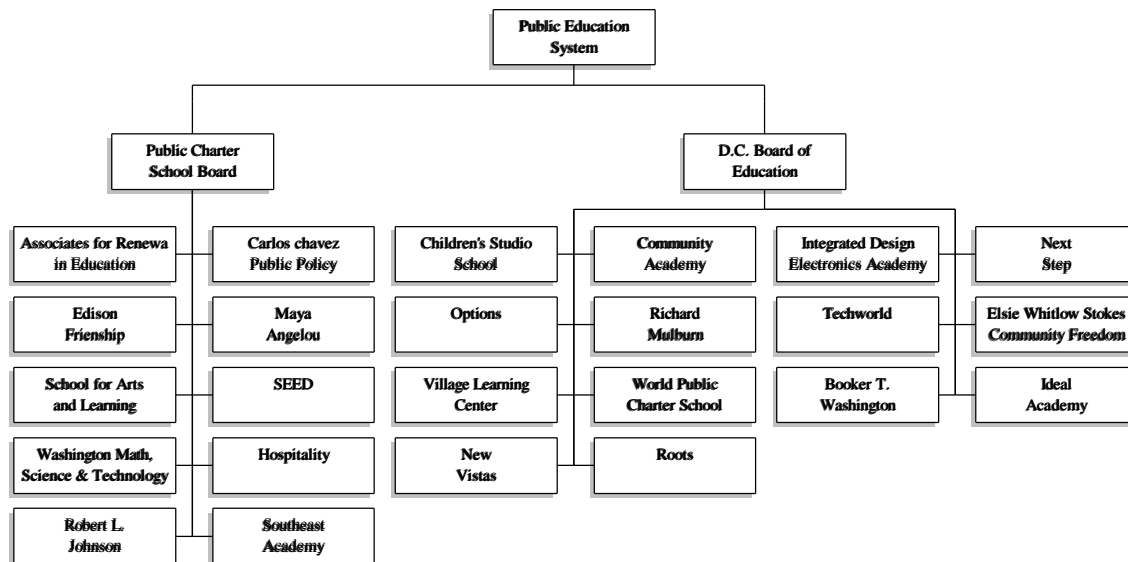 Public Education
System
Public Charter
School Board
D.C. Board of
Education
Associates for Renewa
in Education
Carlos chavez
Public Policy
Children's Studio
School
Community
Academy
Integrated Design
Electronics Academy
Next
Step
Edison
Frienship
Maya
Angelou
Options
Richard
Mulburn
Techworld
Elsie Whitlow Stokes
Community Freedom
School for Arts
and Learning
SEED
Village Learning
Center
World Public
Charter School
Booker T.
Washington
Ideal
Academy
Washington Math,
Science & Technology
Hospitality
New
Vistas
Roots
Robert L.
Johnson
Southeast
Academy